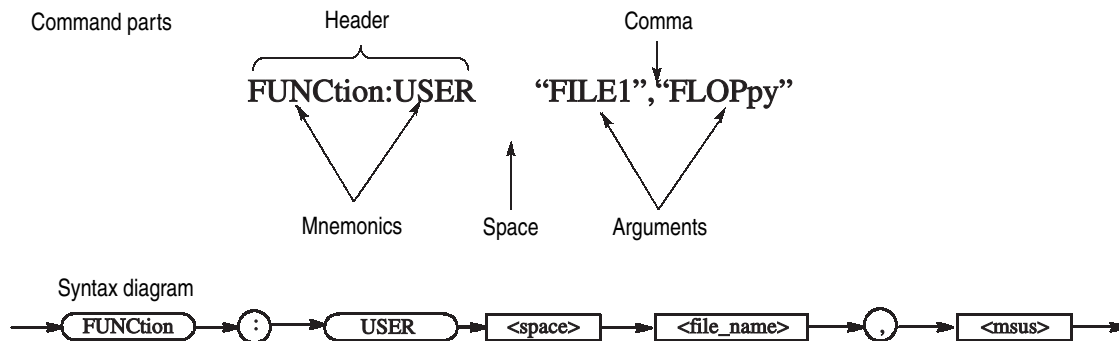 Command parts Header Comma
FUNCtion:USER “FILE1”,“FLOPpy”
Mnemonics Space Arguments
Syntax diagram
FUNCtion : USER <space> <file_name> , <msus>